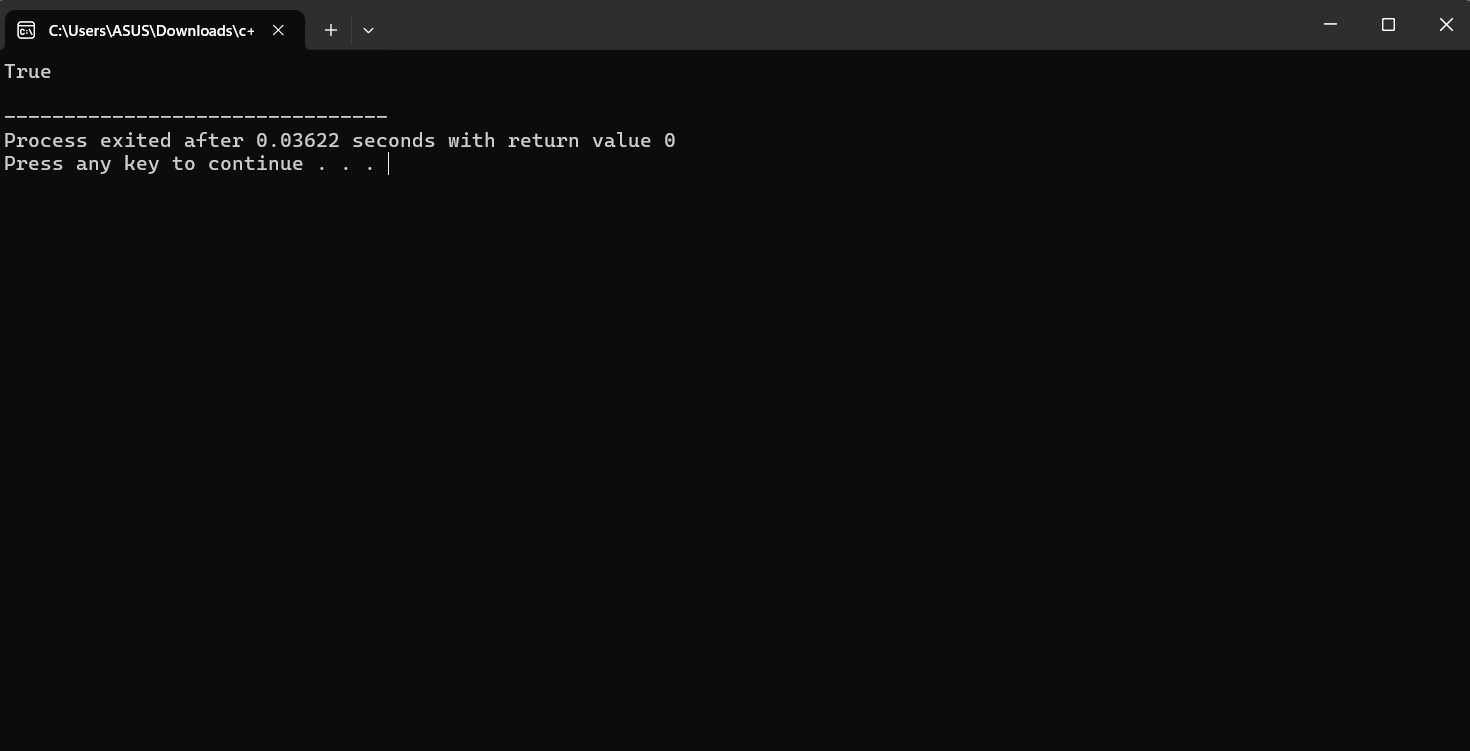 C:\Users\ASUS\Downloads\c+
True
--------------------------------
Process exited after 0.03622 seconds with return value 0
Press any key to continue . . .